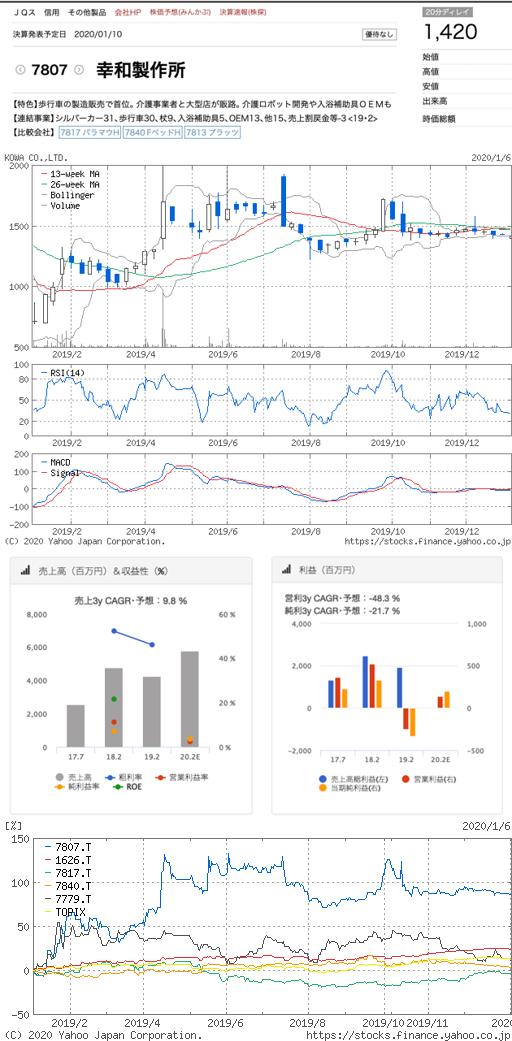 JQス 信用 その他製品 会社HP 株価予想(みんかぶ) 決算速報(株探)
20分ディレイ
1,420
決算発表予定日 2020/01/10
優待なし
始値
高値
安値
出来高
時価総額
7807 幸和製作所
【特色】歩行車の製造販売で首位。介護事業者と大型店が販路。介護ロボット開発や入浴補助具OEMも
【連結事業】シルバーカー31、歩行車30、杖9、入浴補助具5、OEM13、他15、売上割戻金等-3 <19・2>
【比較会社】 7817 パラマウH 7840 FベッドH 7813 プラッツ
KOWA CO.,LTD. 2020/1/6
2000
1500
1000
500
13-week MA
26-week MA
Bollinger
Volume
2019/2 2019/4 2019/6 2019/8 2019/10 2019/12
100
80
50
20
0
RSI(14)
2019/2 2019/4 2019/6 2019/8 2019/10 2019/12
200
100
0
−100
−200
MACD
Signal
2019/2 2019/4 2019/6 2019/8 2019/10 2019/12
(C) 2020 Yahoo Japan Corporation. https://stocks.finance.yahoo.co.jp
売上高（百万円）＆収益性（%）
売上3y CAGR・予想：9.8 %
8,000
6,000
4,000
2,000
0
60 %
40 %
20 %
0 %
17.7 18.2 19.2 20.2E
売上高 粗利率 営業利益率
純利益率 ROE
利益（百万円）
営利3y CAGR・予想：-48.3 %
純利3y CAGR・予想：-21.7 %
4,000
2,000
0
−2,000
1,000
500
0
−500
17.7 18.2 19.2 20.2E
売上高総利益(左) 営業利益(右)
当期純利益(右)
[%] 2020/1/6
150
100
50
0
−50
7807.T
1626.T
7817.T
7840.T
7779.T
TOPIX
2019/2 2019/4 2019/6 2019/8 2019/10 2019/11 2020
(C) 2020 Yahoo Japan Corporation. https://stocks.finance.yahoo.co.jp